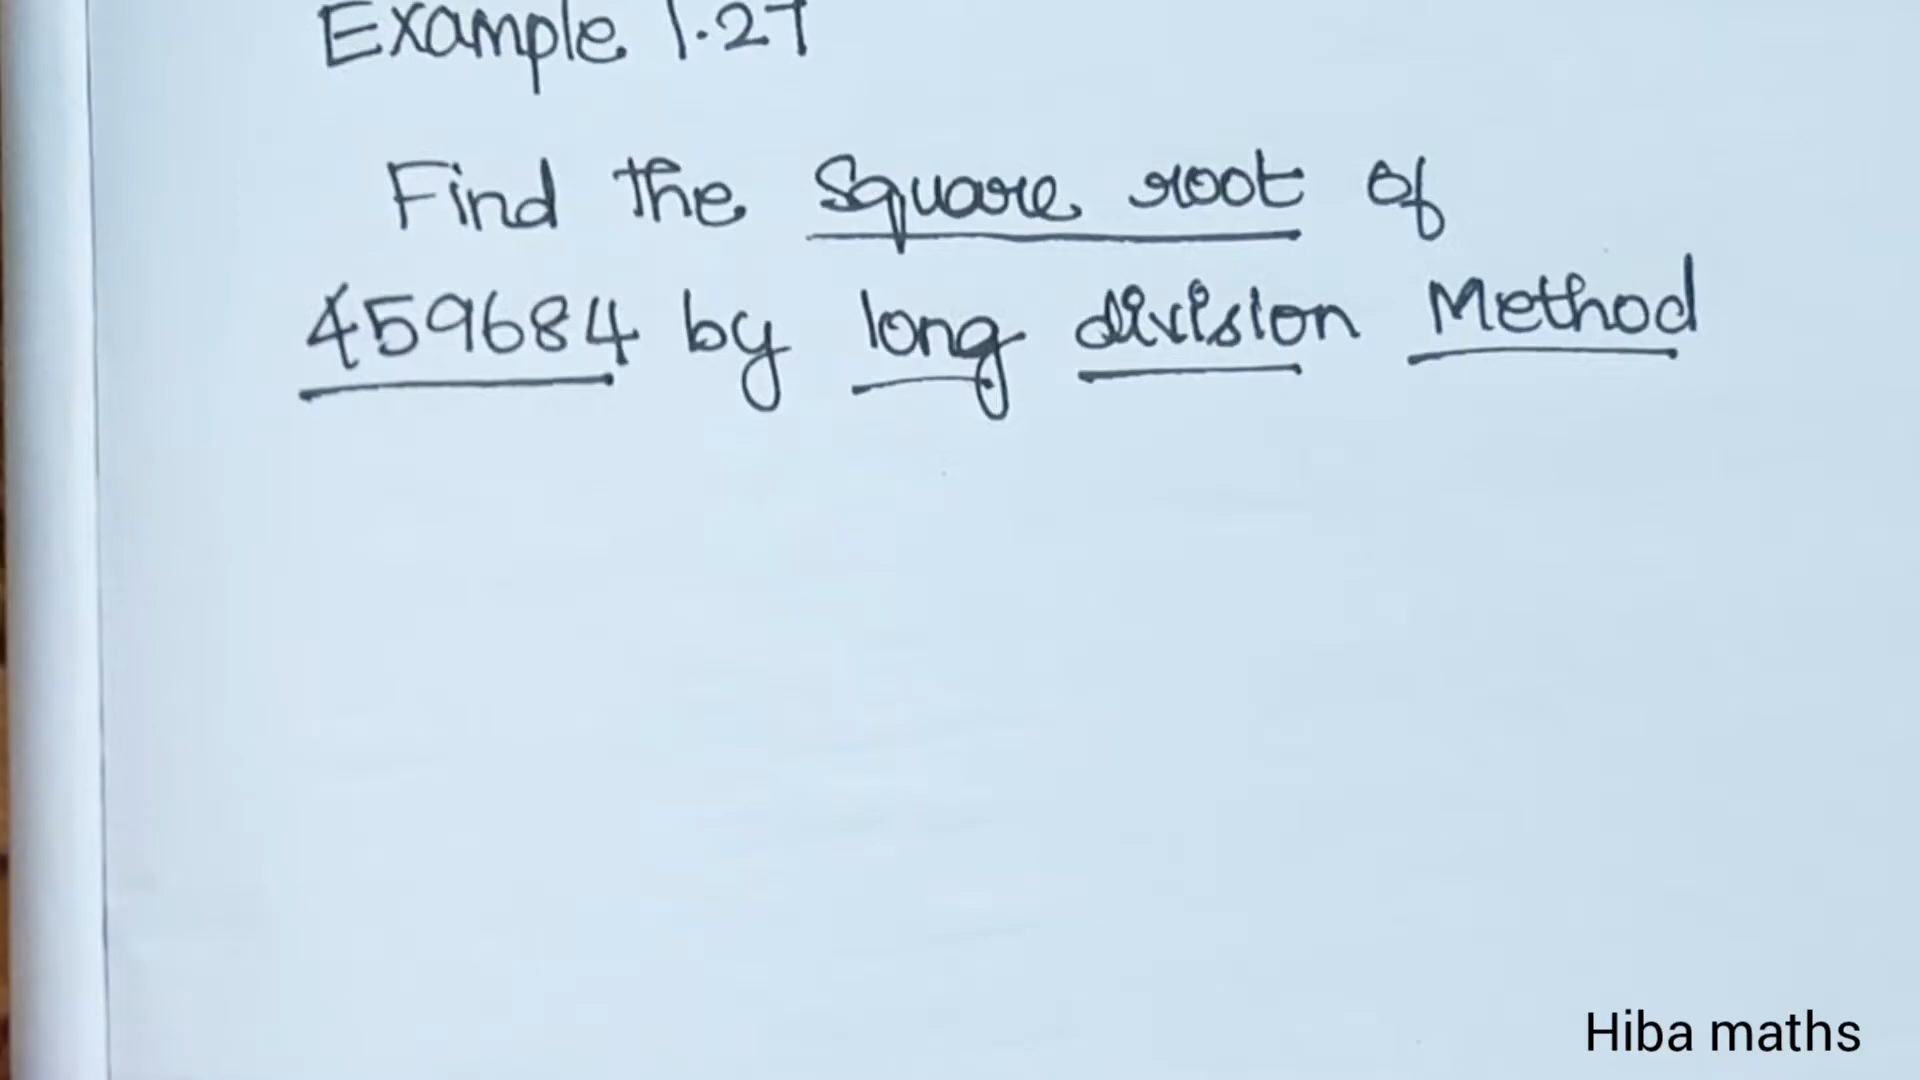 Example 1.27
Find the Square root of
459684 by long division Method
Hiba maths